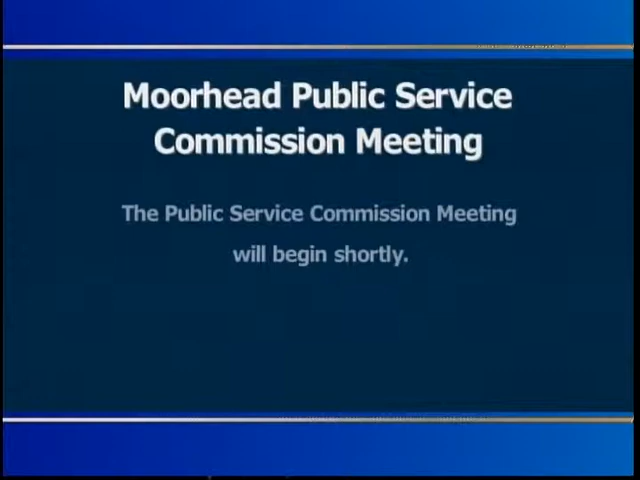 Moorhead Public Service
Commission Meeting
The Public Service Commission Meeting
will begin shortly.